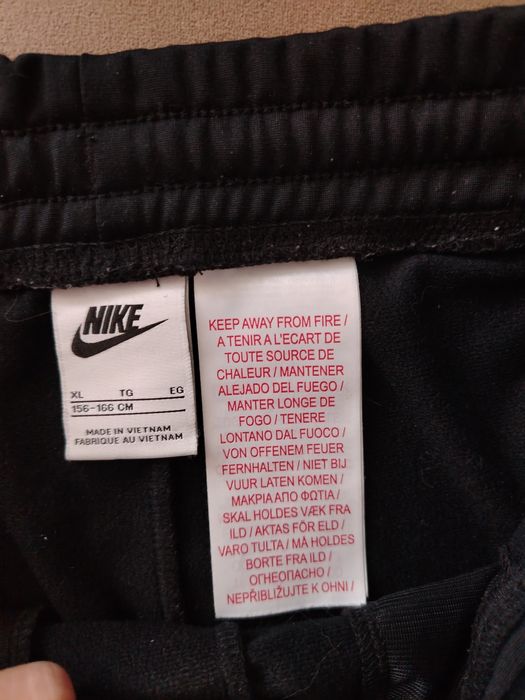 NIKE
XL TG EG
156-166 CM
MADE IN VIETNAM
FABRIQUE AU VIETNAM
KEEP AWAY FROM FIRE /
A TENIR A L'ECART DE
TOUTE SOURCE DE
CHALEUR / MANTENER
ALEJADO DEL FUEGO /
MANTER LONGE DE
FOGO / TENERE
LONTANO DAL FUOCO /
VON OFFENEM FEUER
FERNHALTEN / NIET BIJ
VUUR LATEN KOMEN /
ΜΑΚΡΙΑ ΑΠΟ ΦΩΤΙΑ /
SKAL HOLDES VÆK FRA
ILD / AKTAS FÖR ELD /
VARO TULTA / MÅ HOLDES
BORTE FRA ILD /
ОГНЕОПАСНО /
NEPŘIBLIŽUJTE K OHNI /